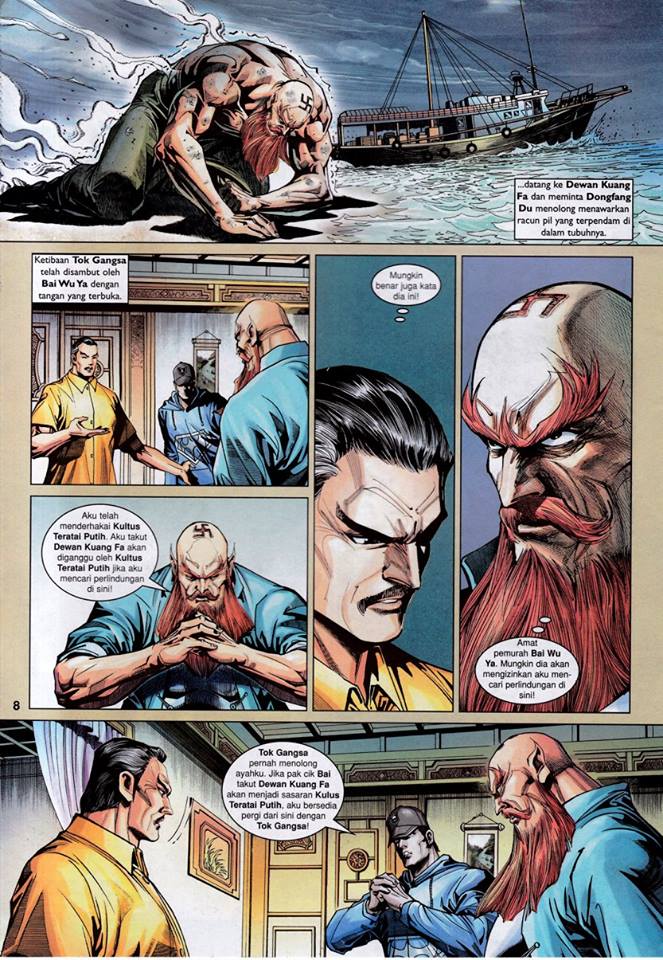 ...datang ke Dewan Kuang
Fa dan meminta Dongfang
Du menolong menawarkan
racun pil yang terpendam di
dalam tubuhnya.
Ketibaan Tok Gangsa
telah disambut oleh
Bai Wu Ya dengan
tangan yang terbuka.
Mungkin
benar juga kata
dia ini!
Aku telah
menderhakai Kultus
Teratai Putih. Aku takut
Dewan Kuang Fa akan
diganggu oleh Kultus
Teratai Putih jika aku
mencari perlindungan
di sini!
Amat
pemurah Bai Wu
Ya. Mungkin dia akan
mengizinkan aku men-
cari perlindungan di
sini!
8
Tok Gangsa
pernah menolong
ayahku. Jika pak cik Bai
takut Dewan Kuang Fa
akan menjadi sasaran Kulus
Teratai Putih, aku bersedia
pergi dari sini dengan
Tok Gangsa!